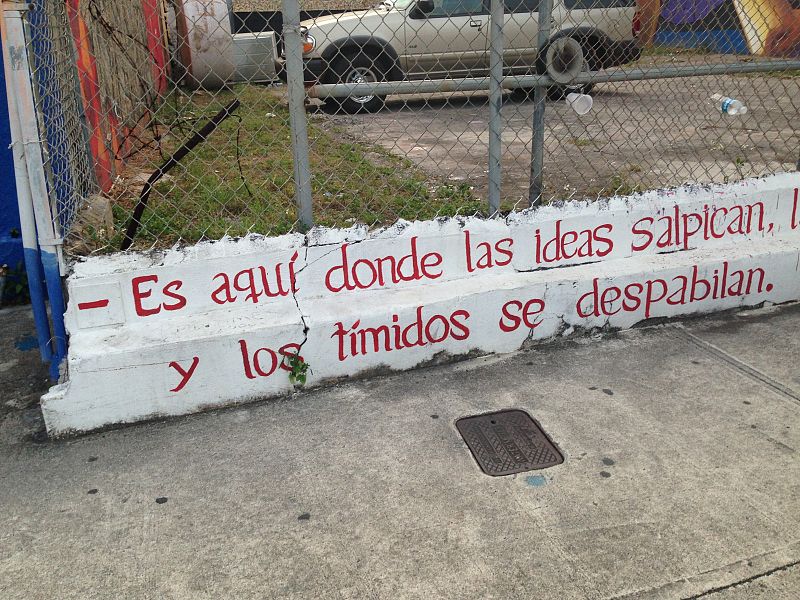 - Es aquí donde las ideas salpican,
y los tímidos se despabilan.